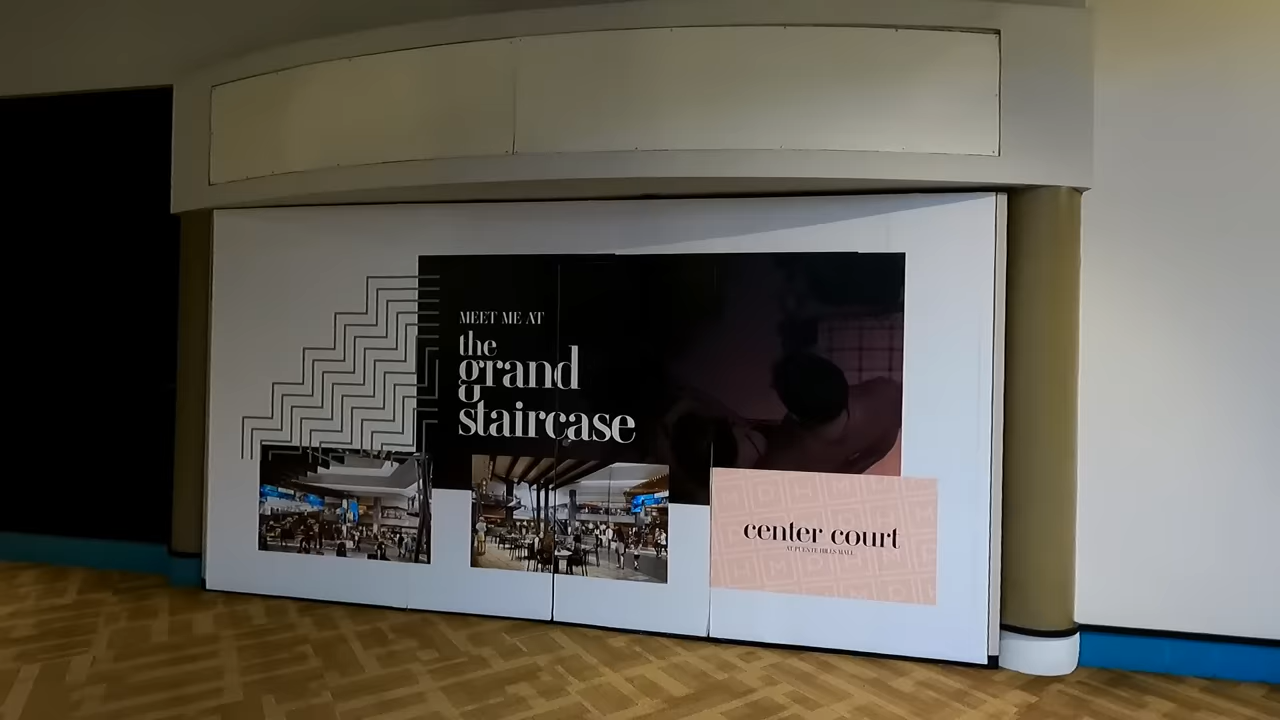 MEET ME AT
the
grand
staircase
center court
AT PUENTE HILLS MALL